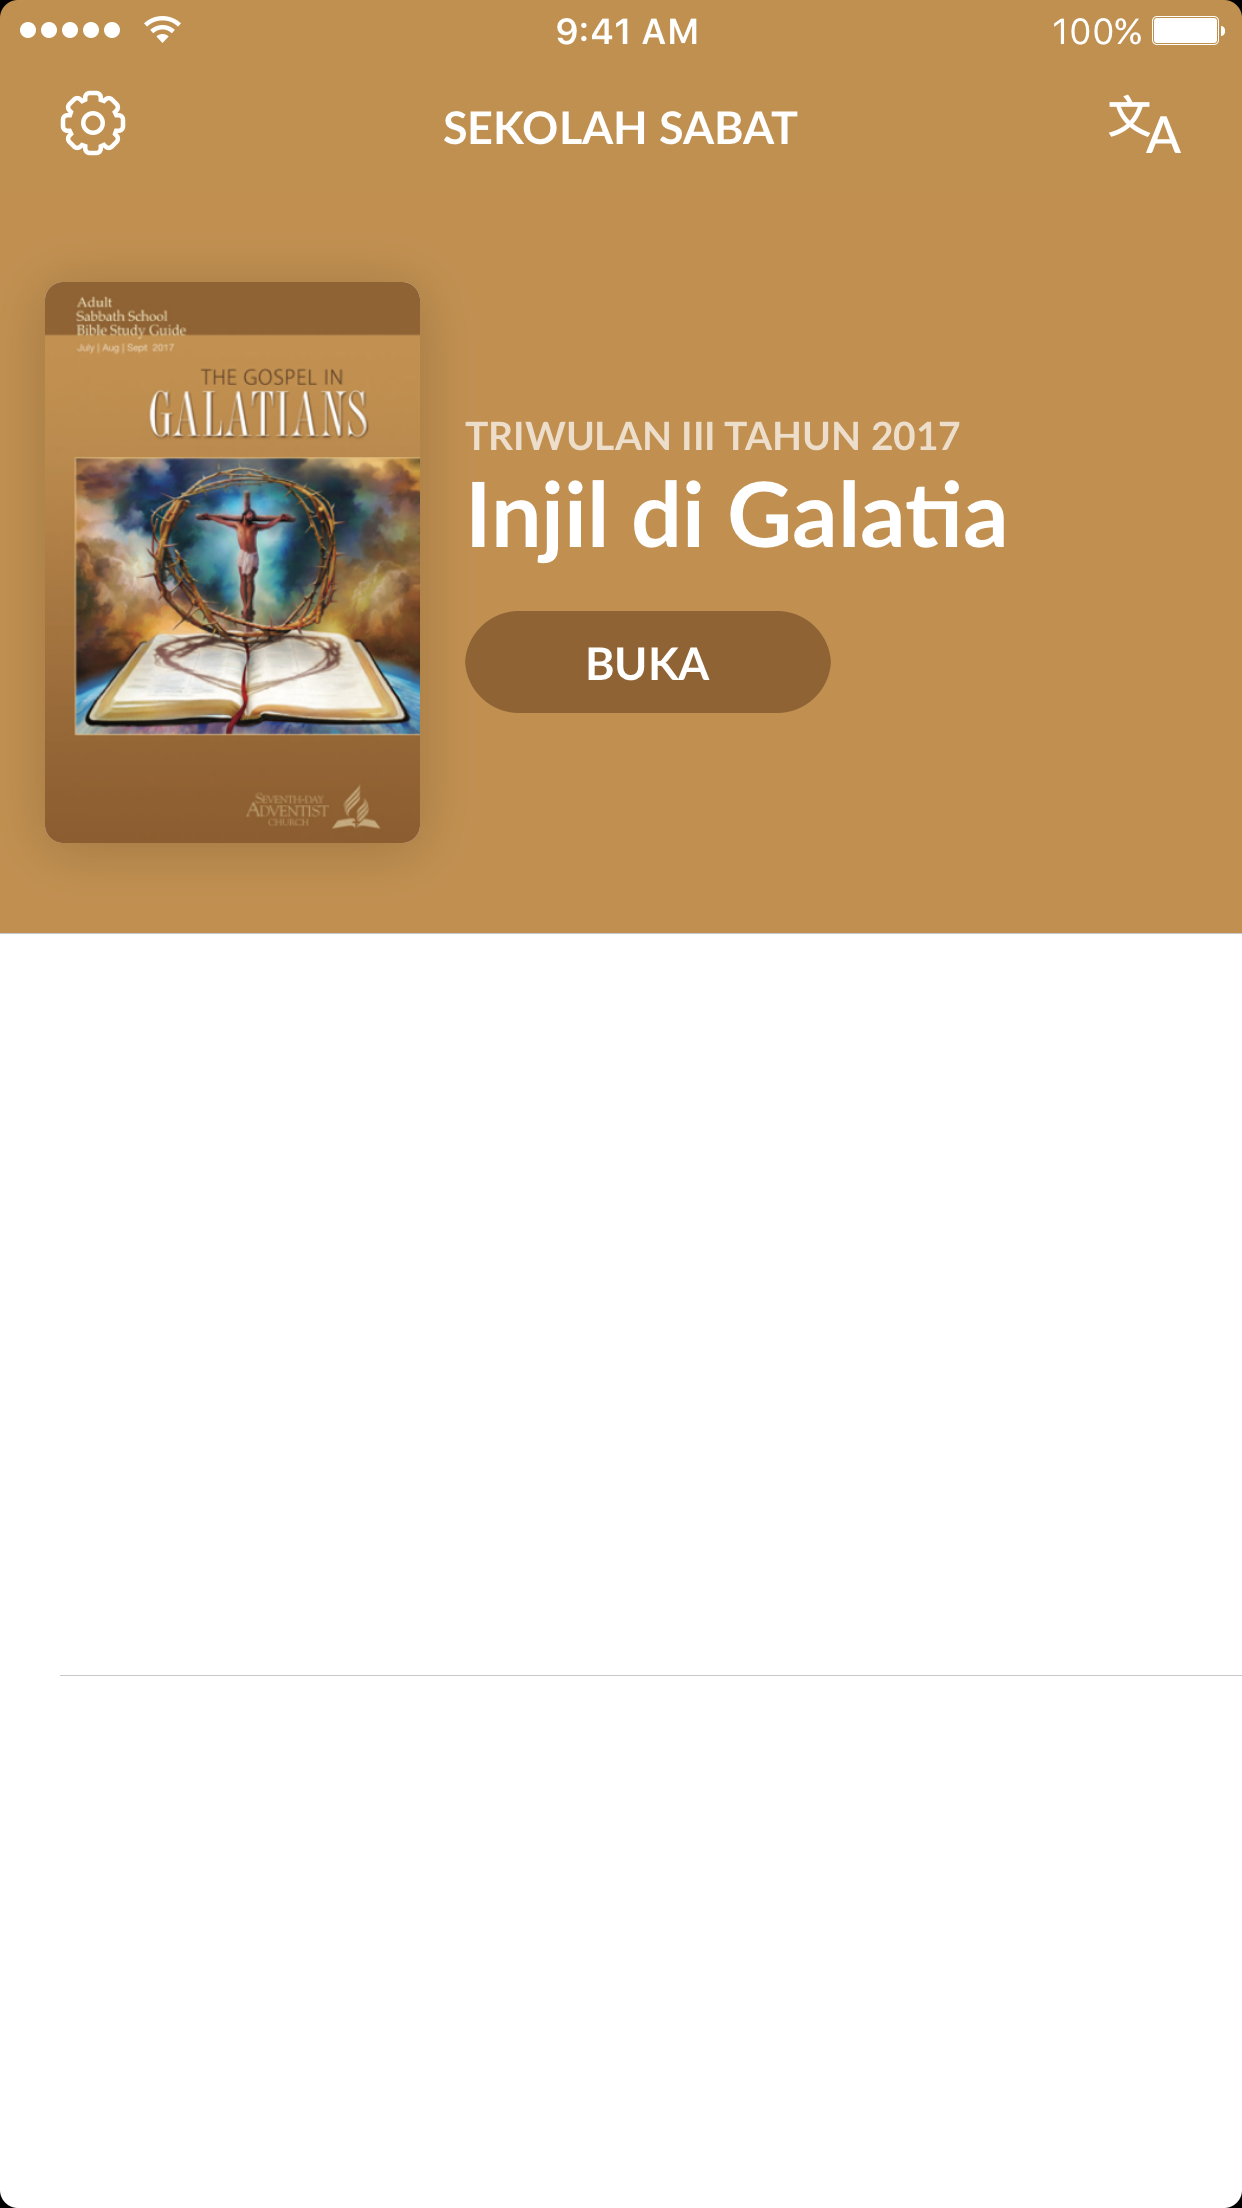 9:41 AM
100%
SEKOLAH SABAT
文A
Adult
Sabbath School
Bible Study Guide
July | Aug | Sept 2017
THE GOSPEL IN
GALATIANS
SEVENTH-DAY
ADVENTIST
CHURCH
TRIWULAN III TAHUN 2017
Injil di Galatia
BUKA